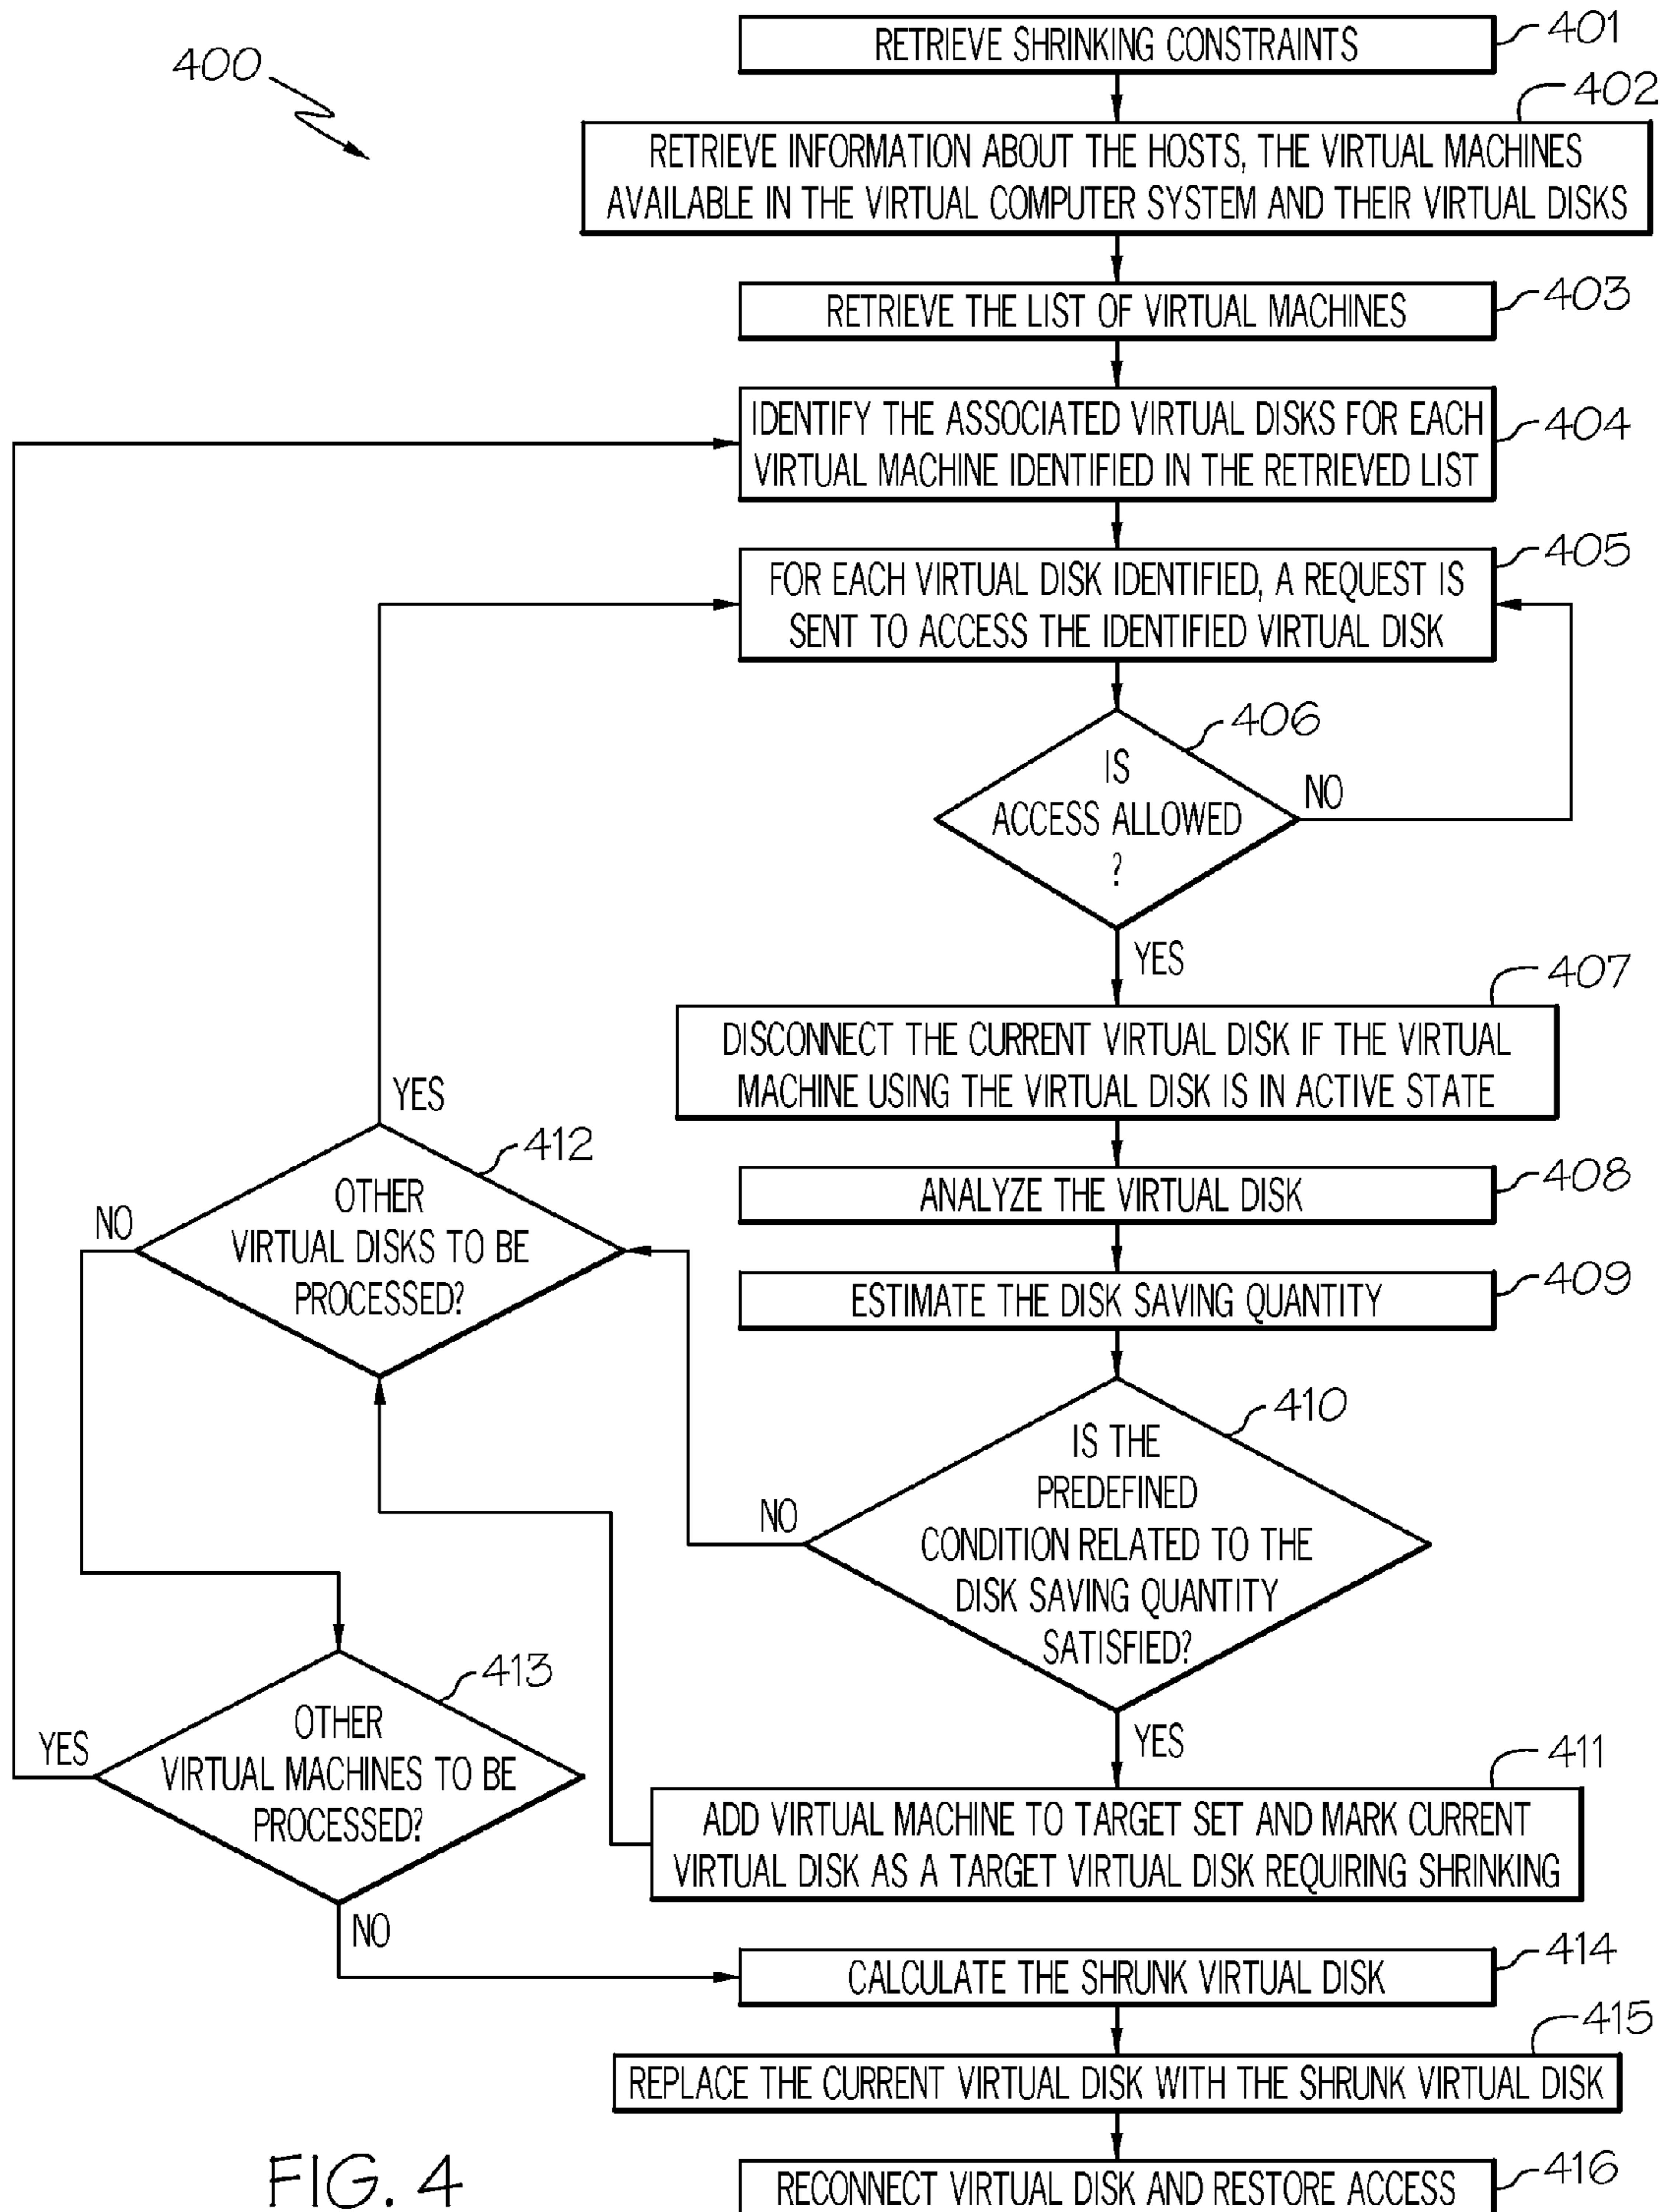 400
RETRIEVE SHRINKING CONSTRAINTS
401
402
RETRIEVE INFORMATION ABOUT THE HOSTS, THE VIRTUAL MACHINES
AVAILABLE IN THE VIRTUAL COMPUTER SYSTEM AND THEIR VIRTUAL DISKS
RETRIEVE THE LIST OF VIRTUAL MACHINES
403
IDENTIFY THE ASSOCIATED VIRTUAL DISKS FOR EACH
VIRTUAL MACHINE IDENTIFIED IN THE RETRIEVED LIST
404
FOR EACH VIRTUAL DISK IDENTIFIED, A REQUEST IS
SENT TO ACCESS THE IDENTIFIED VIRTUAL DISK
405
406
IS
ACCESS ALLOWED
?
NO
YES
407
DISCONNECT THE CURRENT VIRTUAL DISK IF THE VIRTUAL
MACHINE USING THE VIRTUAL DISK IS IN ACTIVE STATE
ANALYZE THE VIRTUAL DISK
408
ESTIMATE THE DISK SAVING QUANTITY
409
410
IS THE
PREDEFINED
CONDITION RELATED TO THE
DISK SAVING QUANTITY
SATISFIED?
NO
YES
411
ADD VIRTUAL MACHINE TO TARGET SET AND MARK CURRENT
VIRTUAL DISK AS A TARGET VIRTUAL DISK REQUIRING SHRINKING
YES
412
OTHER
VIRTUAL DISKS TO BE
PROCESSED?
NO
413
OTHER
VIRTUAL MACHINES TO BE
PROCESSED?
YES
NO
CALCULATE THE SHRUNK VIRTUAL DISK
414
415
REPLACE THE CURRENT VIRTUAL DISK WITH THE SHRUNK VIRTUAL DISK
RECONNECT VIRTUAL DISK AND RESTORE ACCESS
416
FIG. 4